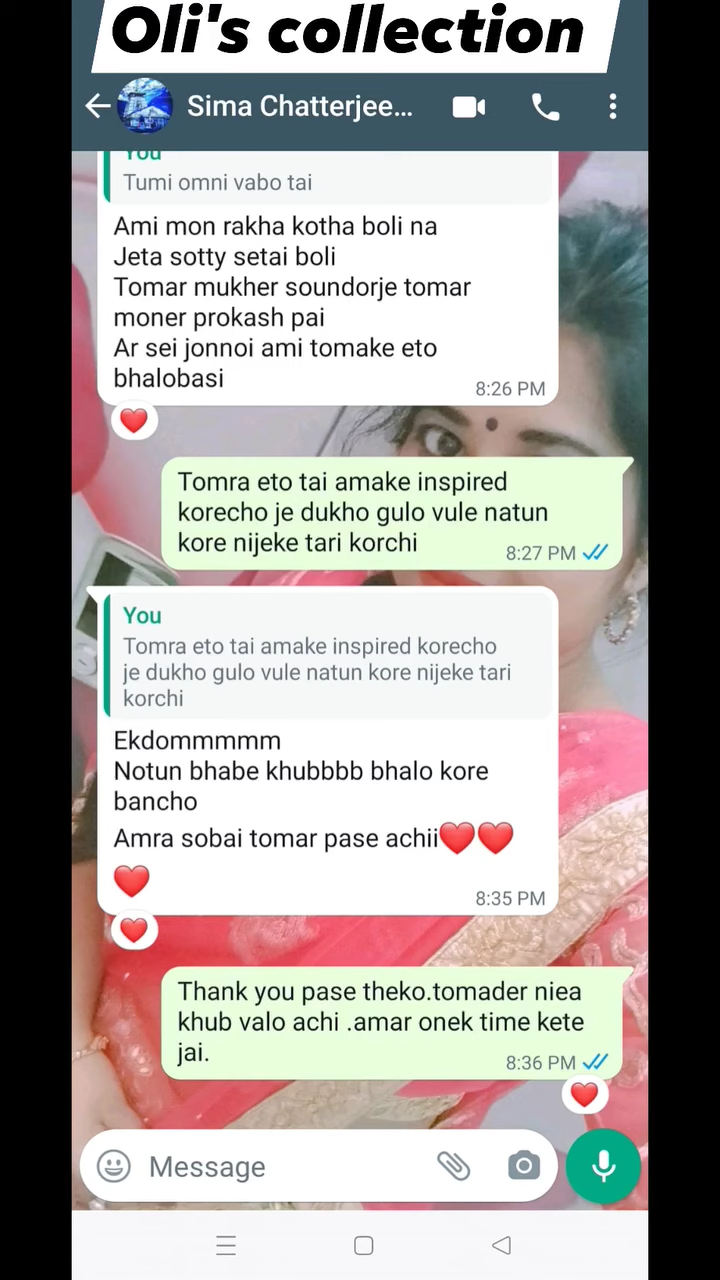 Oli's collection
Sima Chatterjee...
You
Tumi omni vabo tai
Ami mon rakha kotha boli na
Jeta sotty setai boli
Tomar mukher soundorje tomar
moner prokash pai
Ar sei jonnoi ami tomake eto
bhalobasi
8:26 PM
Tomra eto tai amake inspired
korecho je dukho gulo vule natun
kore nijeke tari korchi
8:27 PM
You
Tomra eto tai amake inspired korecho
je dukho gulo vule natun kore nijeke tari
korchi
Ekdommmmm
Notun bhabe khubbbb bhalo kore
bancho
Amra sobai tomar pase achii❤️❤️
❤️
8:35 PM
Thank you pase theko.tomader niea
khub valo achi .amar onek time kete
jai.
8:36 PM
Message